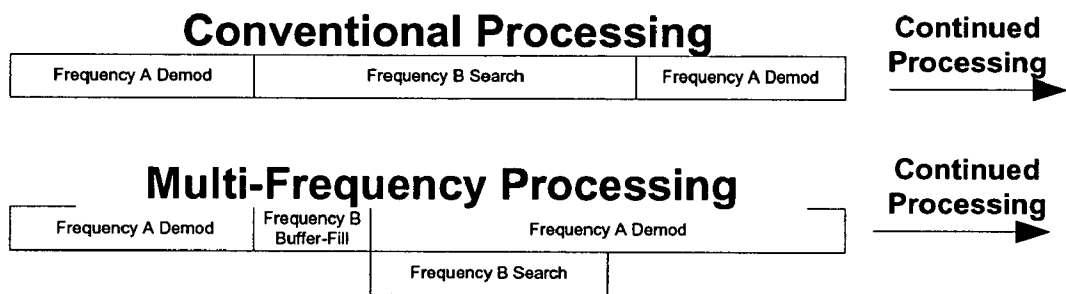 Conventional Processing
Continued
Processing
Frequency A Demod
Frequency B Search
Frequency A Demod
Multi-Frequency Processing
Continued
Processing
Frequency A Demod
Frequency B
Buffer-Fill
Frequency A Demod
Frequency B Search